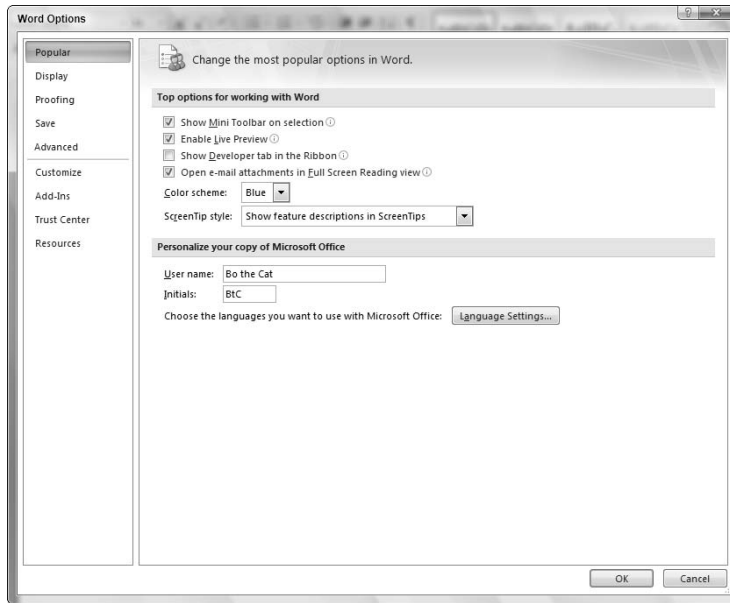 Word Options
Popular
Display
Proofing
Save
Advanced
Customize
Add-Ins
Trust Center
Resources
Change the most popular options in Word.
Top options for working with Word
Show Mini Toolbar on selection
Enable Live Preview
Show Developer tab in the Ribbon
Open e-mail attachments in Full Screen Reading view
Color scheme: Blue
ScreenTip style: Show feature descriptions in ScreenTips
Personalize your copy of Microsoft Office
User name: Bo the Cat
Initials: BtC
Choose the languages you want to use with Microsoft Office: Language Settings...
OK Cancel